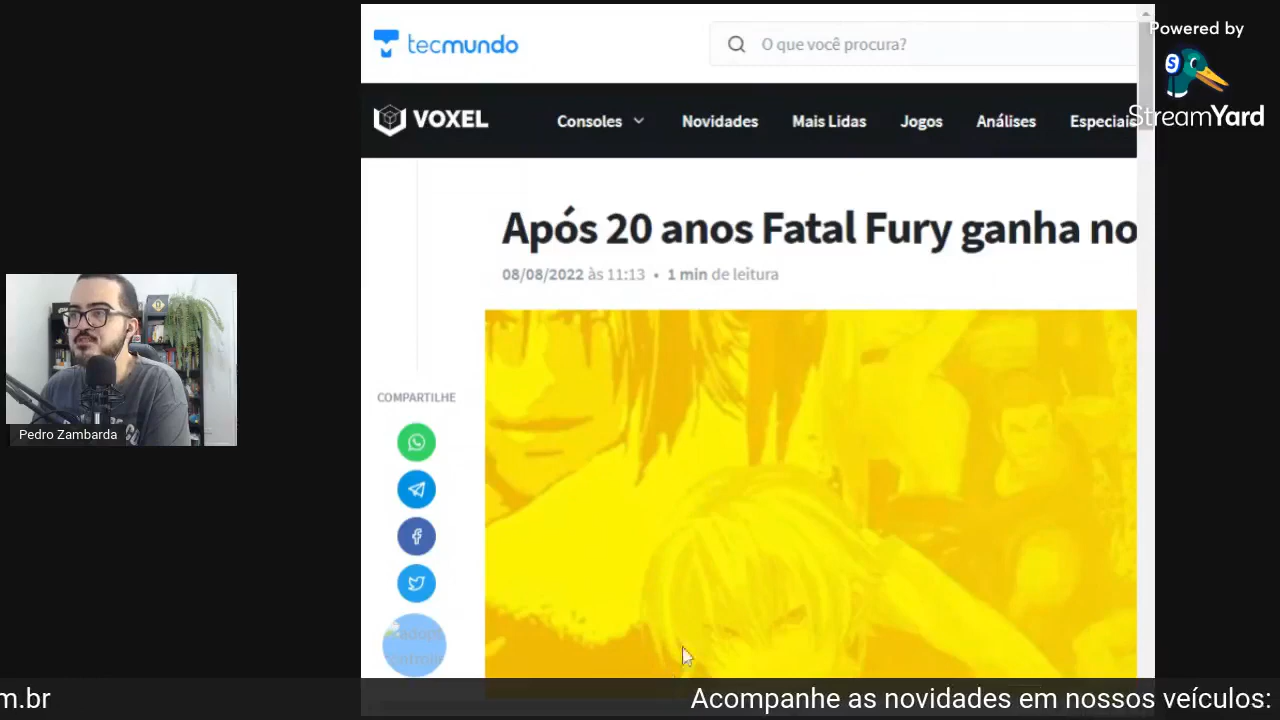 tecmundo
O que você procura?
Powered by
StreamYard
VOXEL
Consoles
Novidades
Mais Lidas
Jogos
Análises
Especiais
Após 20 anos Fatal Fury ganha no
08/08/2022 às 11:13 • 1 min de leitura
COMPARTILHE
Pedro Zambarda
m.br
Acompanhe as novidades em nossos veículos: